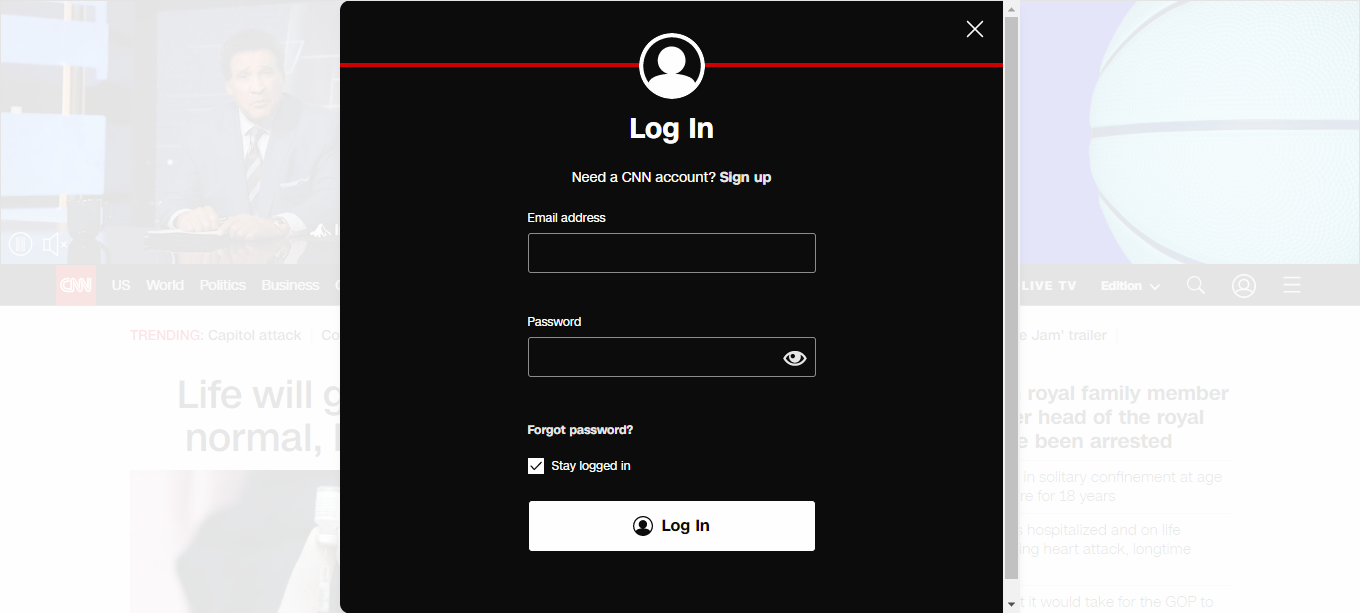 Log In
Need a CNN account? Sign up
Email address
Password
Forgot password?
Stay logged in
Log In
CNN US World Politics Business
LIVE TV Edition
TRENDING: Capitol attack
Jam' trailer
Life will
normal,
royal family member
head of the royal
been arrested
in solitary confinement at age
for 18 years
hospitalized and on life
heart attack, longtime
it would take for the GOP to